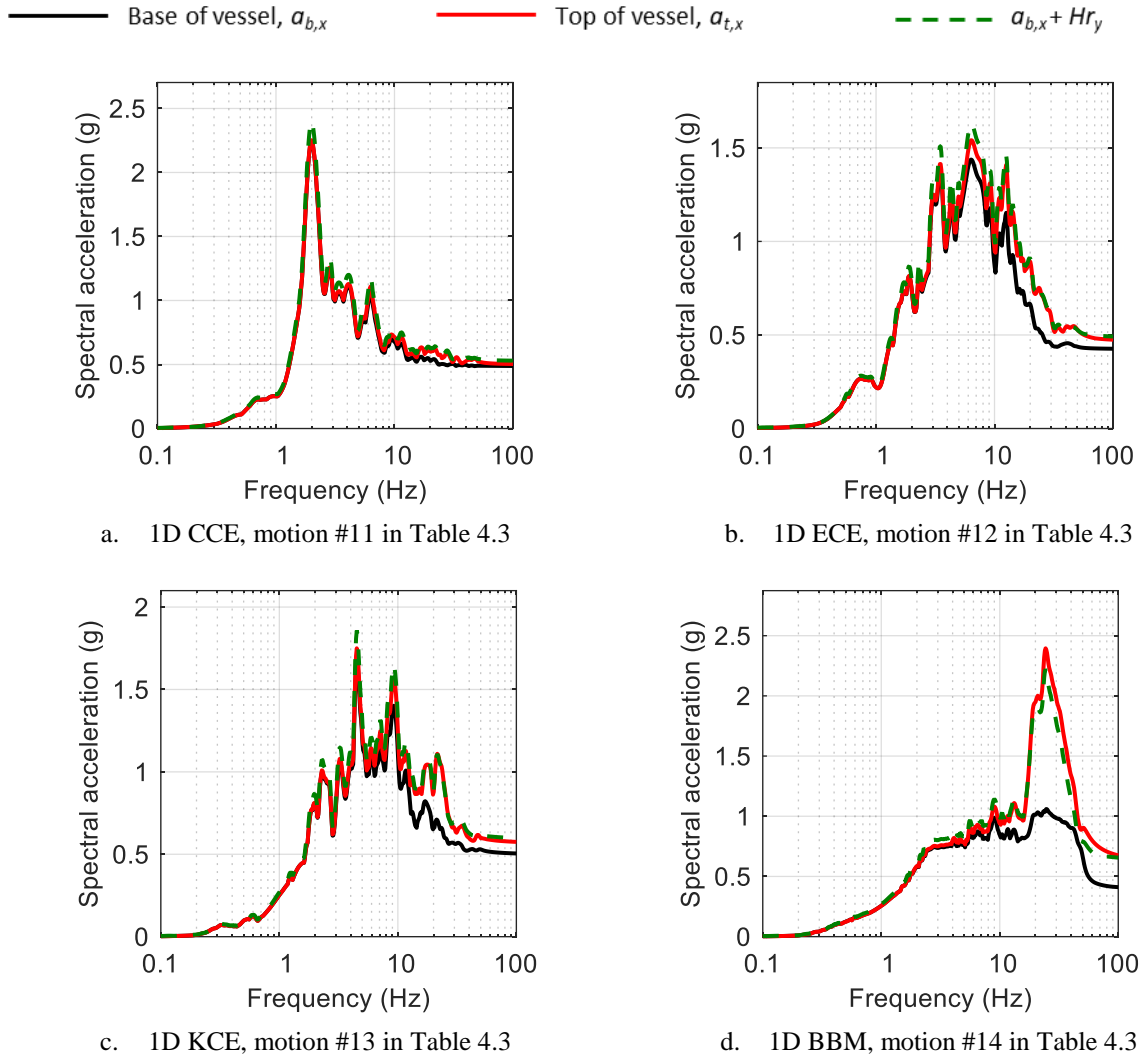 Base of vessel, a_b,x    Top of vessel, a_t,x    a_b,x + Hr_y
Spectral acceleration (g)
2.5
2
1.5
1
0.5
0
0.1 1 10 100
Frequency (Hz)
a. 1D CCE, motion #11 in Table 4.3
Spectral acceleration (g)
1.5
1
0.5
0
0.1 1 10 100
Frequency (Hz)
b. 1D ECE, motion #12 in Table 4.3
Spectral acceleration (g)
2
1.5
1
0.5
0
0.1 1 10 100
Frequency (Hz)
c. 1D KCE, motion #13 in Table 4.3
Spectral acceleration (g)
2.5
2
1.5
1
0.5
0
0.1 1 10 100
Frequency (Hz)
d. 1D BBM, motion #14 in Table 4.3